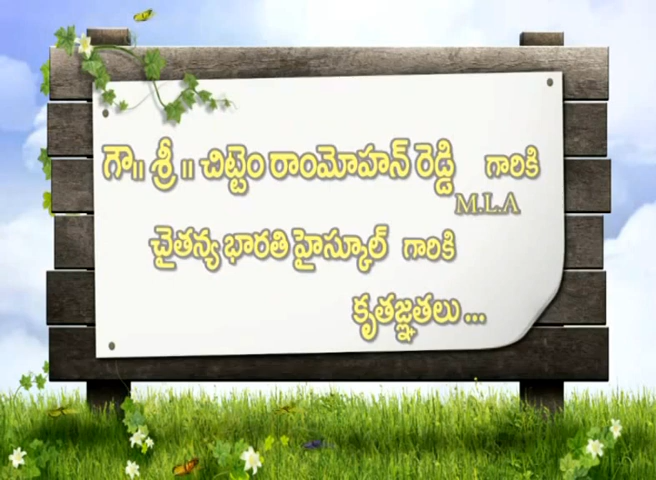 గౌ॥ శ్రీ ॥ చిట్టెం రాంమోహన్ రెడ్డి గారికి
M.L.A
చైతన్య భారతి హైస్కూల్ గారికి
కృతజ్ఞతలు ...